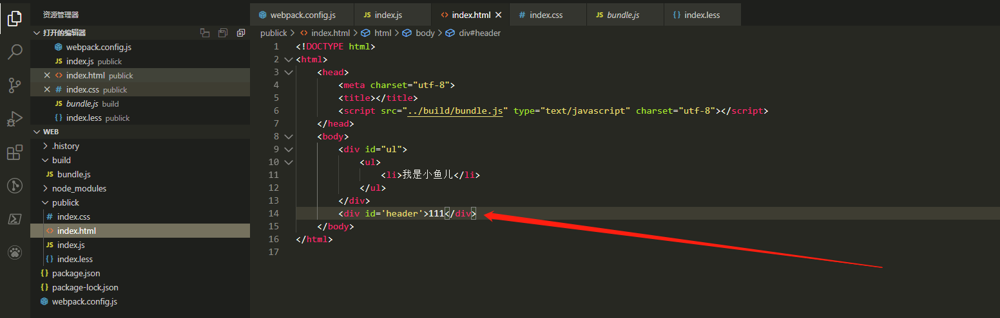 资源管理器
打开的编辑器
webpack.config.js
JS index.js publick
<> index.html publick
# index.css publick
JS bundle.js build
{} index.less publick
WEB
.history
build
JS bundle.js
node_modules
publick
# index.css
<> index.html
JS index.js
{} index.less
{} package.json
{} package-lock.json
webpack.config.js
webpack.config.js JS index.js <> index.html # index.css JS bundle.js {} index.less
publick > <> index.html > html > body > div#header
1 <!DOCTYPE html>
2 <html>
3 <head>
4 <meta charset="utf-8">
5 <title></title>
6 <script src="../build/bundle.js" type="text/javascript" charset="utf-8"></script>
7 </head>
8 <body>
9 <div id="ul">
10 <ul>
11 <li>我是小鱼儿</li>
12 </ul>
13 </div>
14 <div id='header'>111</div>
15 </body>
16 </html>
17